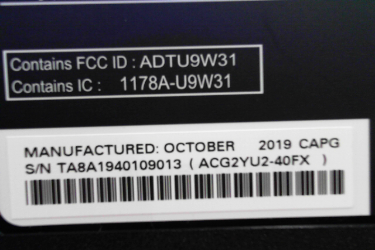 Contains FCC ID : ADTU9W31
Contains IC : 1178A-U9W31
MANUFACTURED: OCTOBER 2019 CAPG
S/N TA8A1940109013 ( ACG2YU2-40FX )